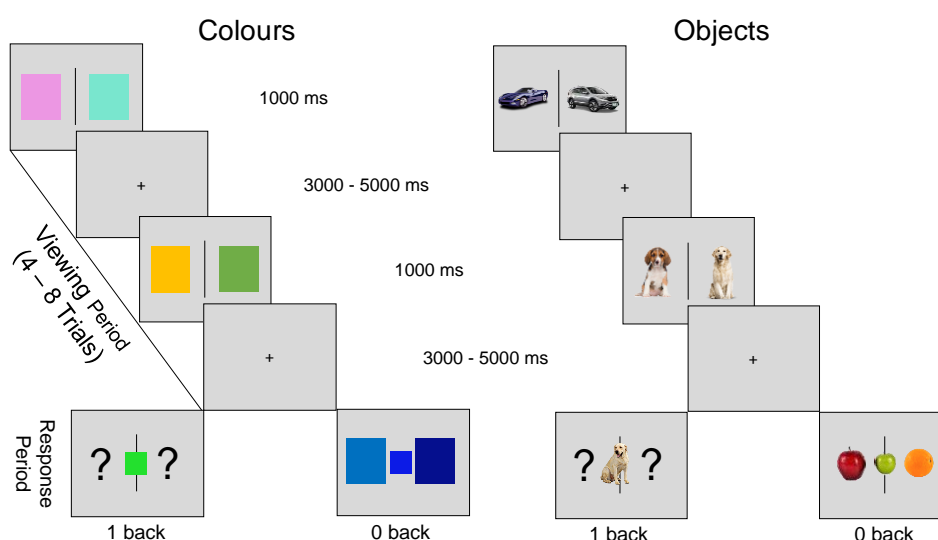 Colours
Objects
1000 ms
+
3000 - 5000 ms
+
1000 ms
Viewing Period
(4 – 8 Trials)
+
3000 - 5000 ms
+
Response
Period
? ?
? ?
1 back
0 back
1 back
0 back